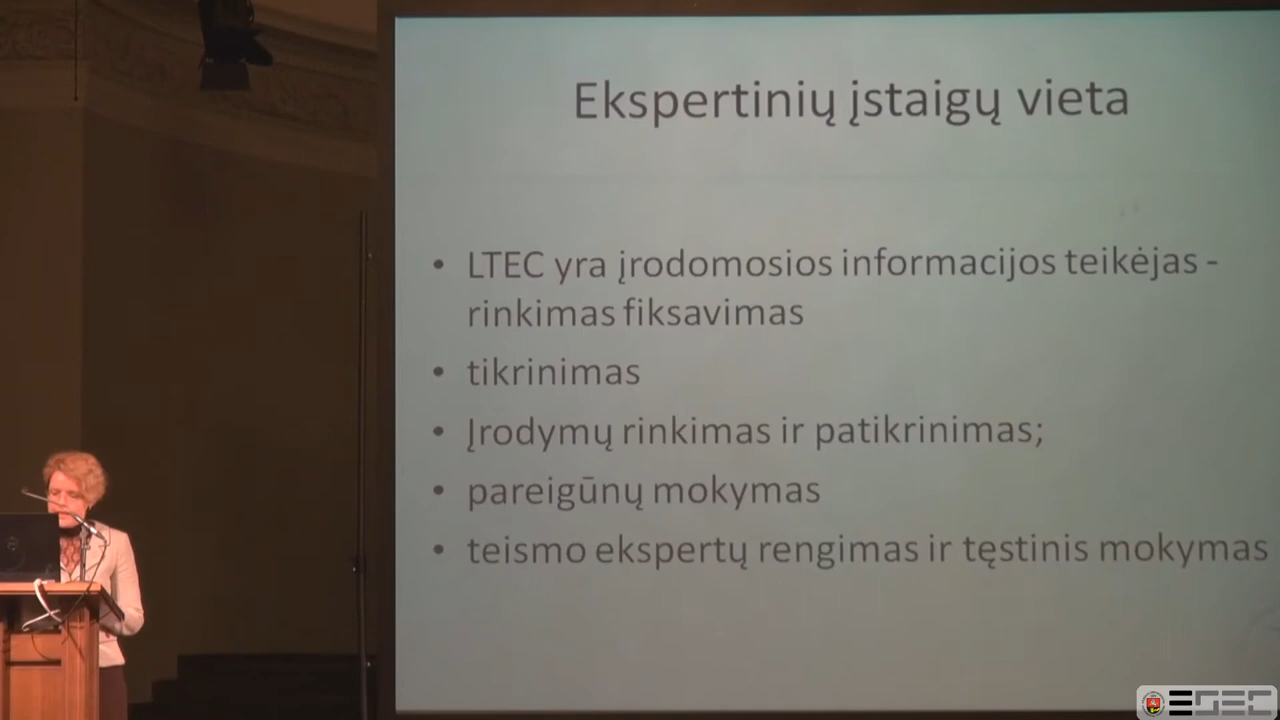 Ekspertinių įstaigų vieta
• LTEC yra įrodomosios informacijos teikėjas -
rinkimas fiksavimas
• tikrinimas
• Įrodymų rinkimas ir patikrinimas;
• pareigūnų mokymas
• teismo ekspertų rengimas ir tęstinis mokymas